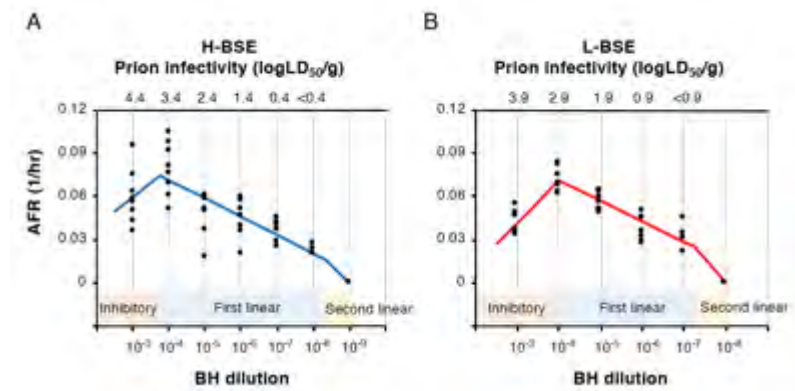 A
H-BSE
Prion Infectivity (logLD50/g)
4.4 3.4 2.4 1.4 0.4 <0.4
0.12
0.09
0.06
0.03
0
AFR (1/hr)
Inhibitory First linear Second linear
10-3 10-4 10-5 10-6 10-7 10-8 10-9
BH dilution
B
L-BSE
Prion Infectivity (logLD50/g)
3.9 2.9 1.9 0.9 <0.9
0.12
0.09
0.06
0.03
0
Inhibitory First linear Second linear
10-3 10-4 10-5 10-6 10-7 10-8
BH dilution